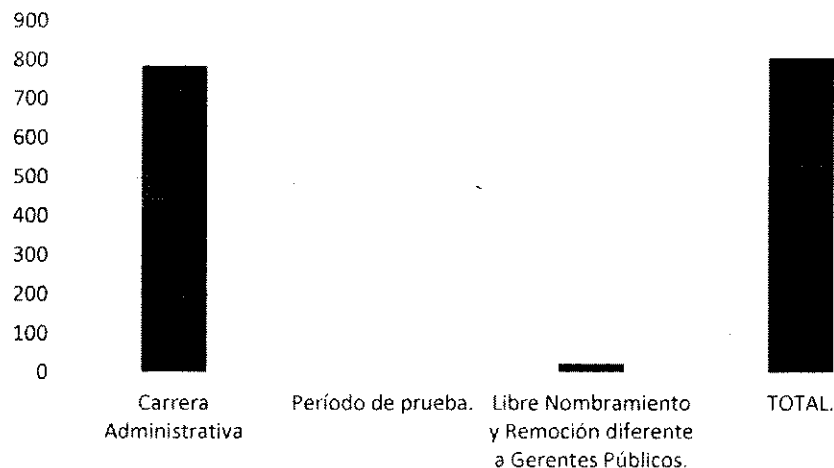 900
800
700
600
500
400
300
200
100
0
Carrera
Administrativa
Período de prueba.
Libre Nombramiento
y Remoción diferente
a Gerentes Públicos.
TOTAL.